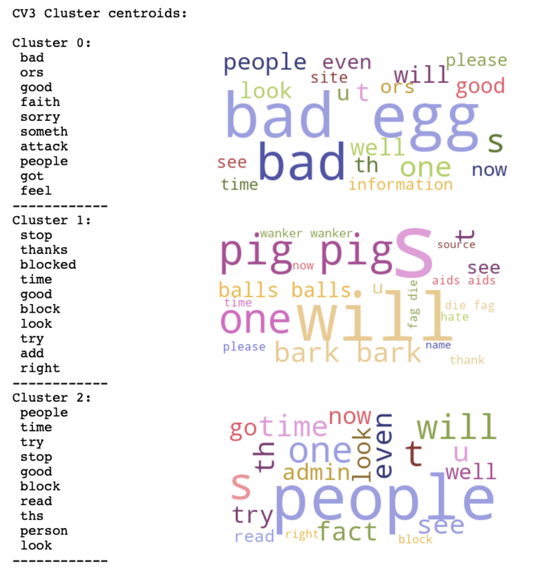 CV3 Cluster centroids:
Cluster 0:
bad
ors
good
faith
sorry
someth
attack
people
got
feel
------------
people even please
site will
look u t ors good
bad egg s
bad well
see th one now
time information
Cluster 1:
stop
thanks
blocked
time
good
block
look
try
add
right
------------
wanker wanker t
source
pig pigs
now see
aids aids
balls balls u
time fag die die fag
one will hate
please name
bark bark thank
Cluster 2:
people
time
try
stop
good
block
read
ths
person
look
------------
go time now will
th one look even t u
admin well
s people
try see
read right fact block